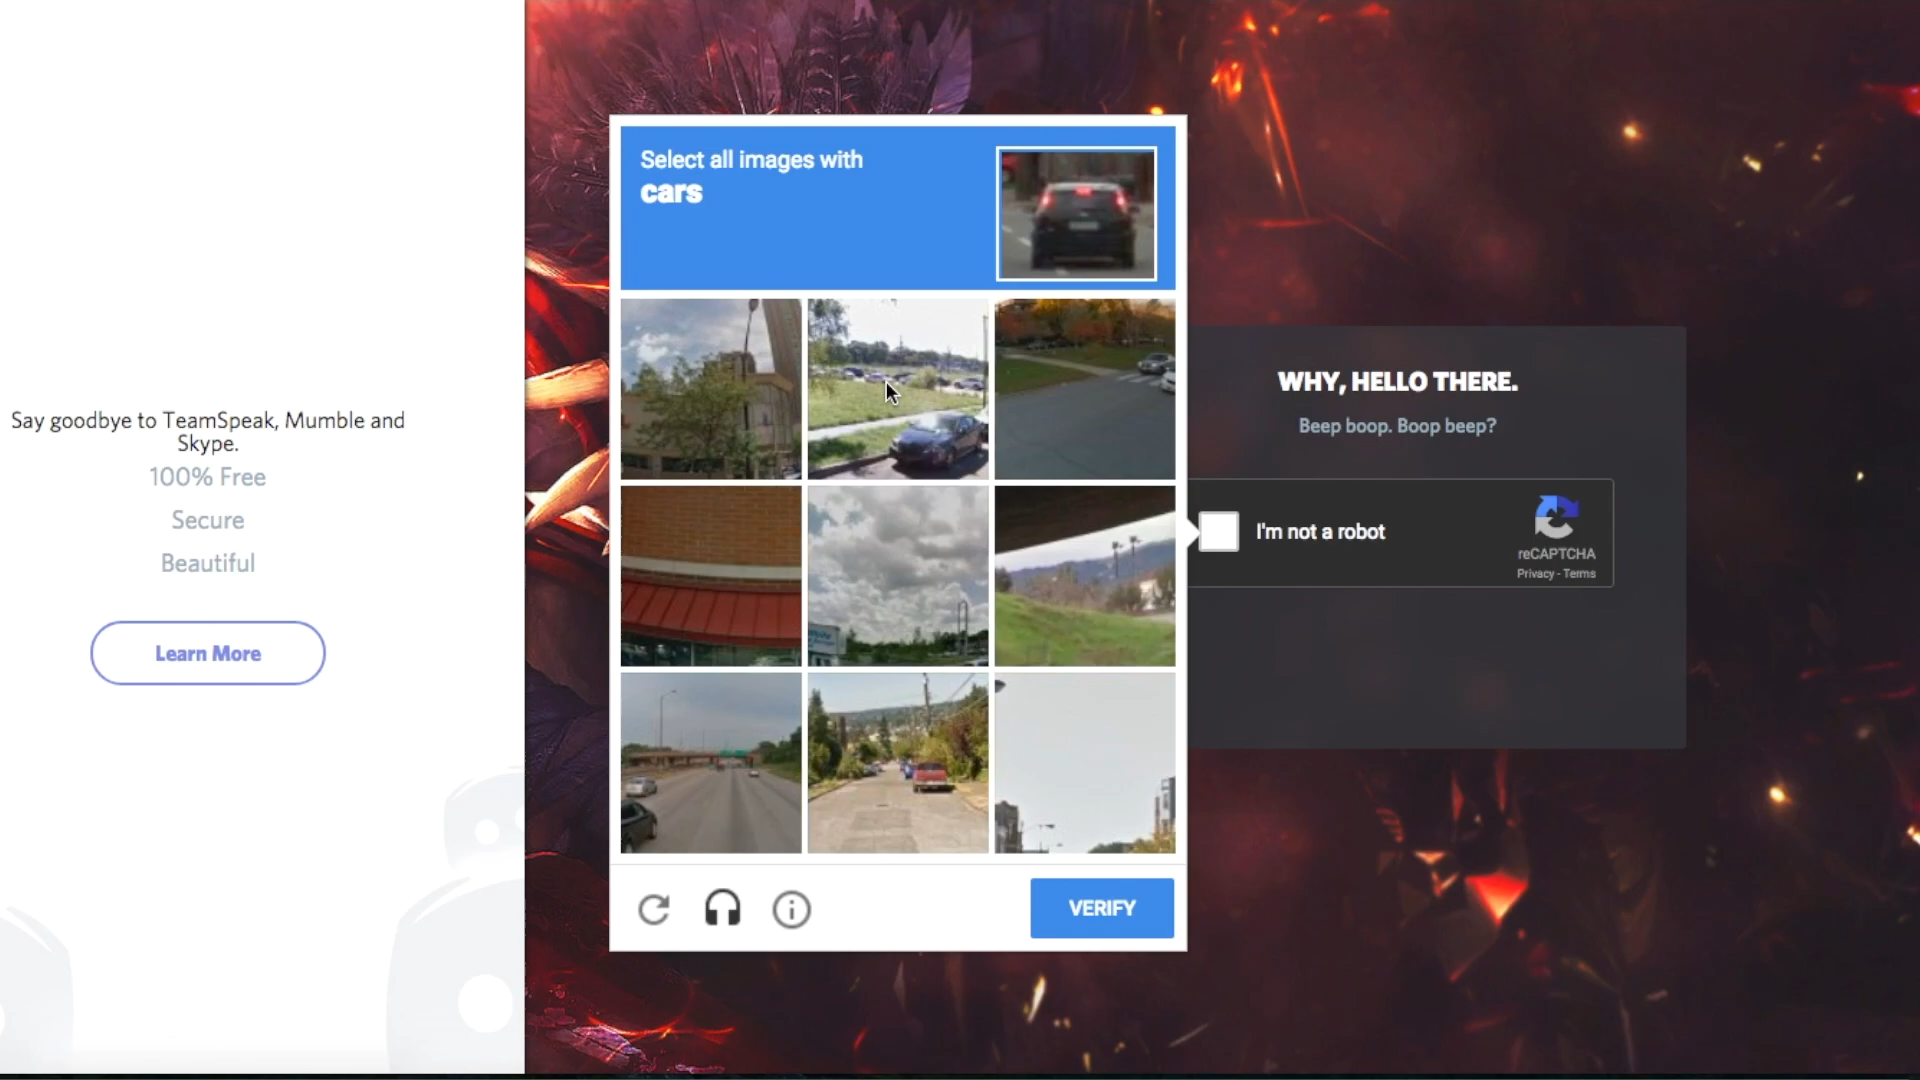 Say goodbye to TeamSpeak, Mumble and
Skype.
100% Free
Secure
Beautiful
Learn More
Select all images with
cars
VERIFY
WHY, HELLO THERE.
Beep boop. Boop beep?
I'm not a robot
reCAPTCHA
Privacy - Terms